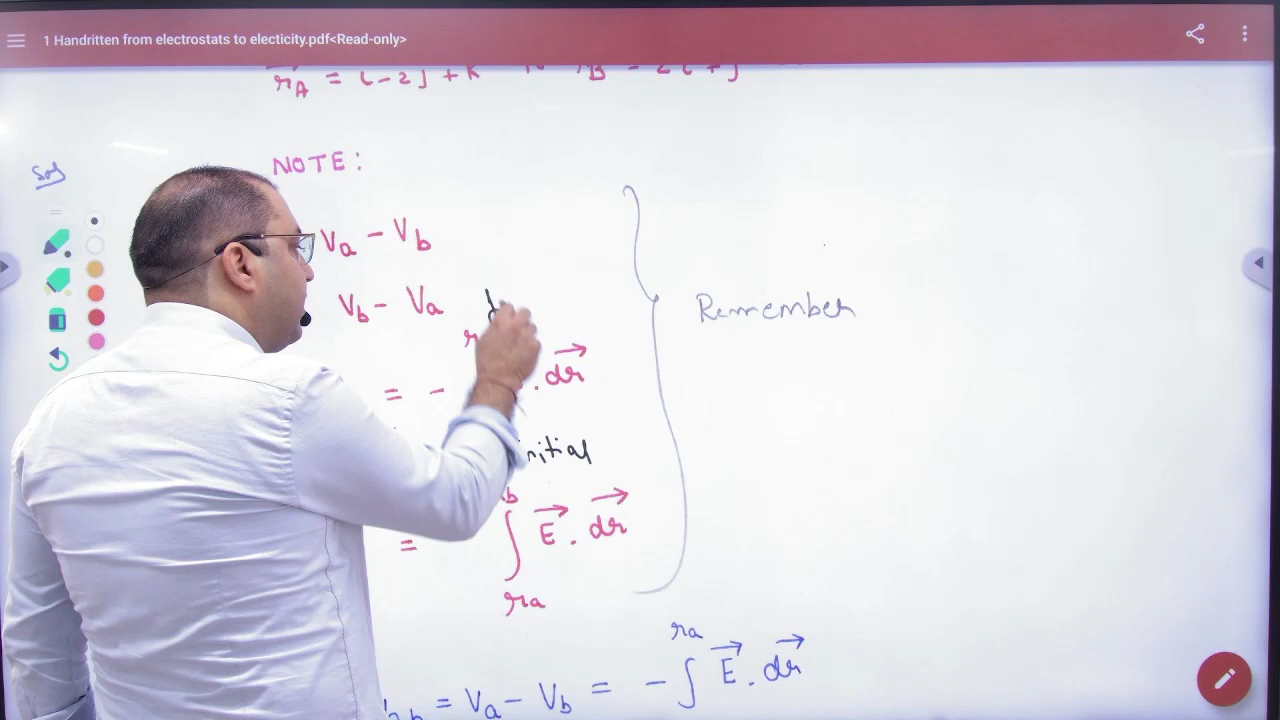 1 Handritten from electrostats to electicity.pdf<Read-only>
Sol
NOTE:
Va - Vb
Vb - Va
Remember
= - . dr
initial
= ∫ E . dr
ra
ra
= Va - Vb = - ∫ E . dr